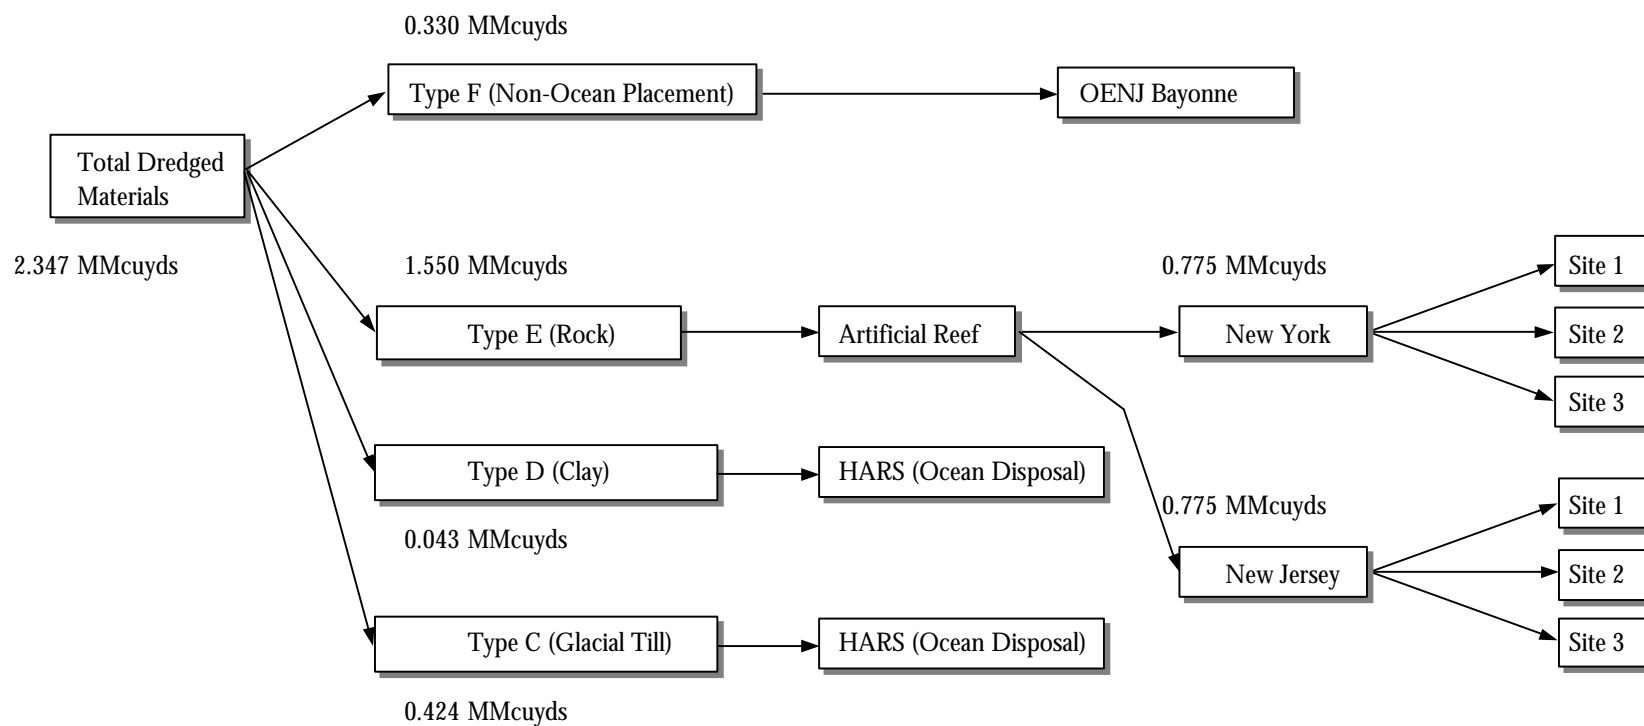 0.330 MMcuyds
Type F (Non-Ocean Placement)
OENJ Bayonne
Total Dredged
Materials
2.347 MMcuyds
1.550 MMcuyds
0.775 MMcuyds
Site 1
Type E (Rock)
Artificial Reef
New York
Site 2
Site 3
Type D (Clay)
HARS (Ocean Disposal)
0.043 MMcuyds
0.775 MMcuyds
Site 1
New Jersey
Site 2
Site 3
Type C (Glacial Till)
HARS (Ocean Disposal)
0.424 MMcuyds